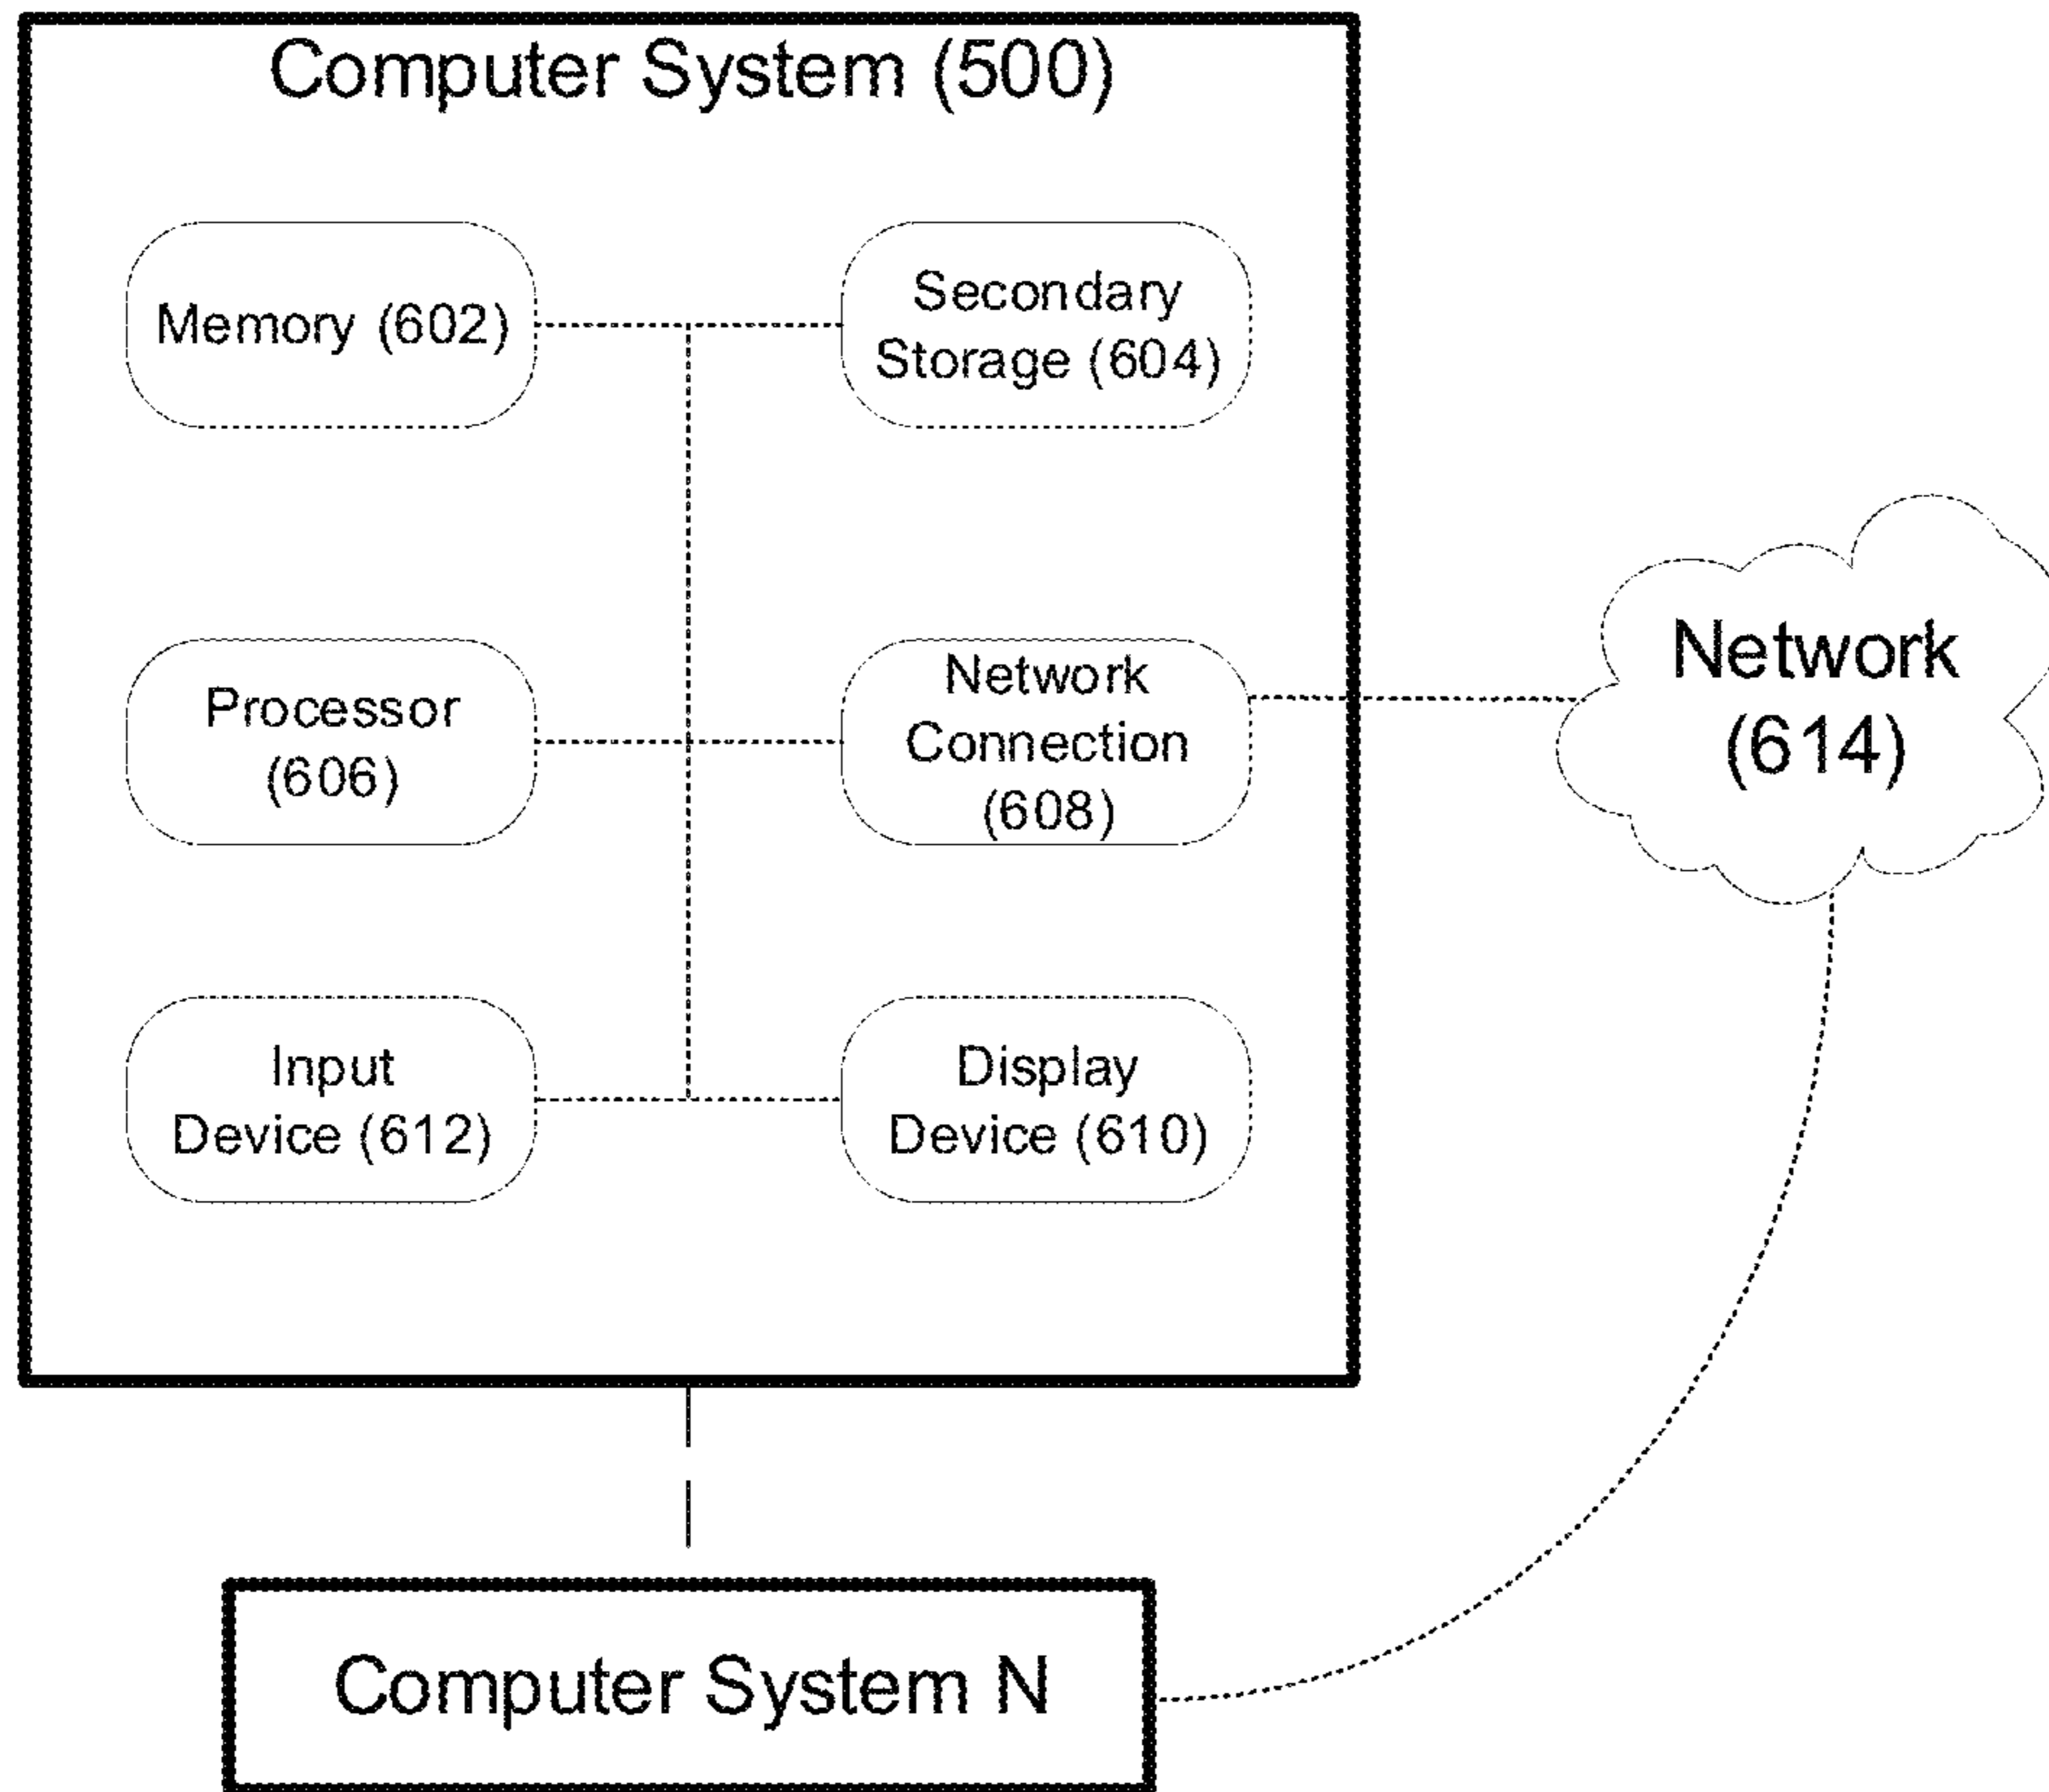 Computer System (500)
Memory (602)
Secondary
Storage (604)
Processor
(606)
Network
Connection
(608)
Network
(614)
Input
Device (612)
Display
Device (610)
Computer System N